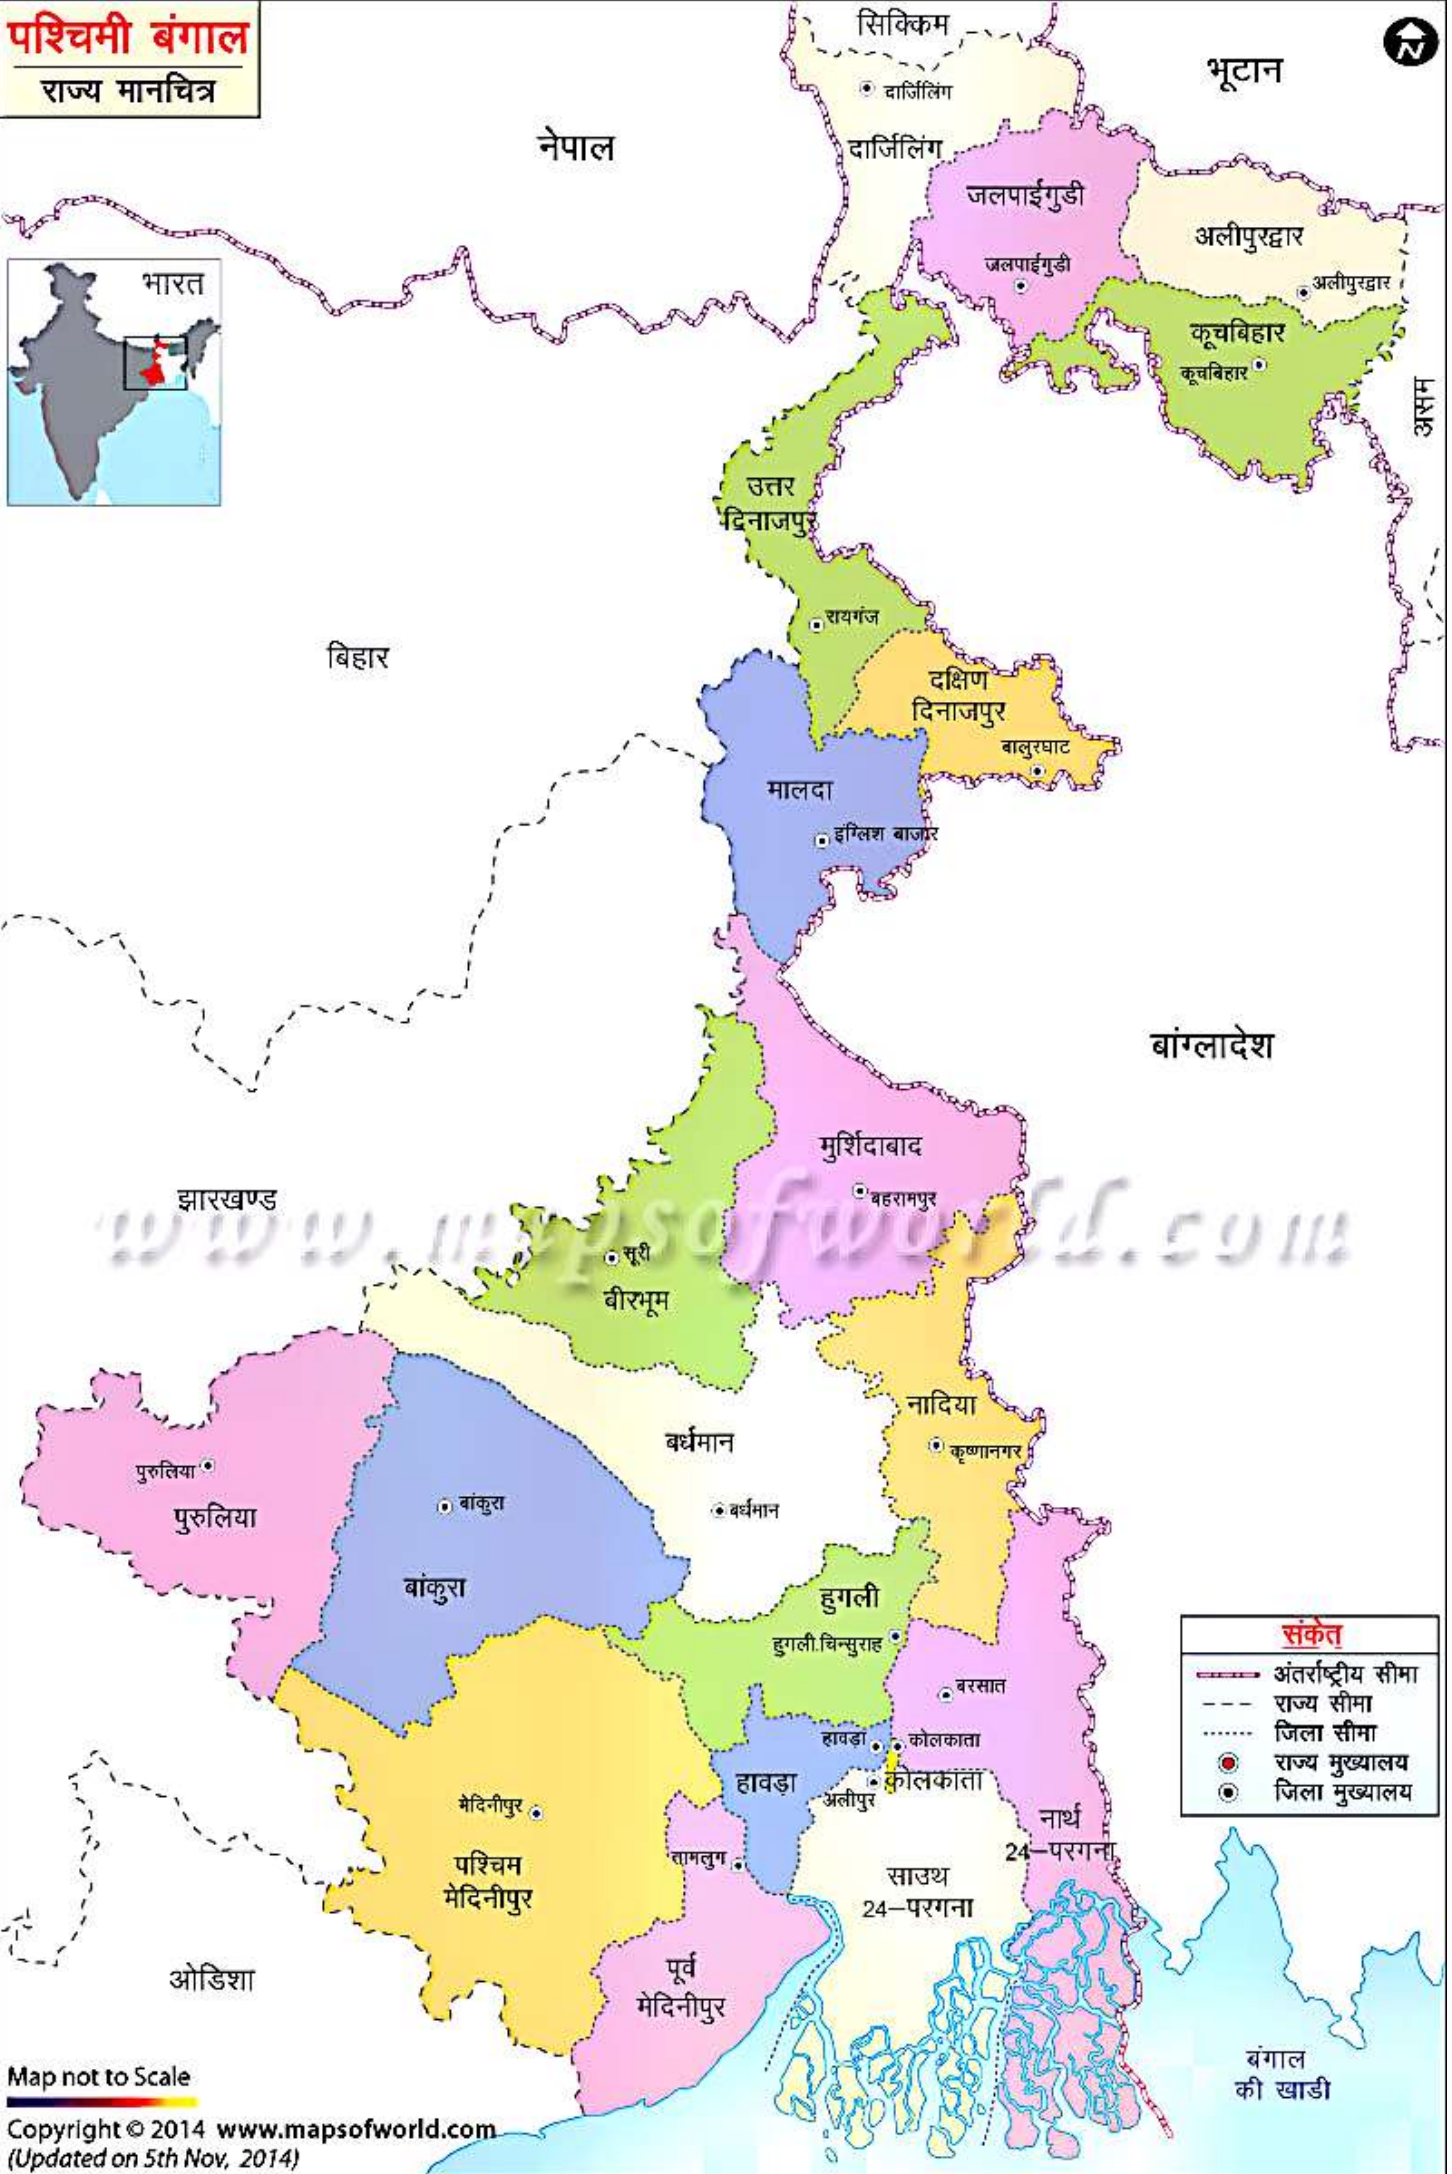 पश्चिमी बंगाल
राज्य मानचित्र
सिक्किम
भूटान
N
दार्जिलिंग
नेपाल
दार्जिलिंग
जलपाईगुडी
अलीपुरद्वार
जलपाईगुडी
अलीपुरद्वार
भारत
कूचबिहार
कूचबिहार
असम
उत्तर
दिनाजपुर
रायगंज
बिहार
दक्षिण
दिनाजपुर
बालुरघाट
मालदा
इंग्लिश बाजार
बांग्लादेश
मुर्शिदाबाद
बहरामपुर
झारखण्ड
www.mapsofworld.com
सूरी
बीरभूम
नादिया
कृष्णानगर
बर्धमान
बर्धमान
पुरुलिया
पुरुलिया
बांकुरा
बांकुरा
हुगली
हुगली.चिन्सुराह
बरसात
हावड़ा
कोलकाता
हावड़ा
कोलकाता
अलीपुर
मेदिनीपुर
नार्थ
24–परगना
तामलुग
पश्चिम
मेदिनीपुर
साउथ
24–परगना
पूर्व
मेदिनीपुर
ओडिशा
संकेत
अंतर्राष्ट्रीय सीमा
राज्य सीमा
जिला सीमा
राज्य मुख्यालय
जिला मुख्यालय
बंगाल
की खाडी
Map not to Scale
Copyright © 2014 www.mapsofworld.com
(Updated on 5th Nov, 2014)